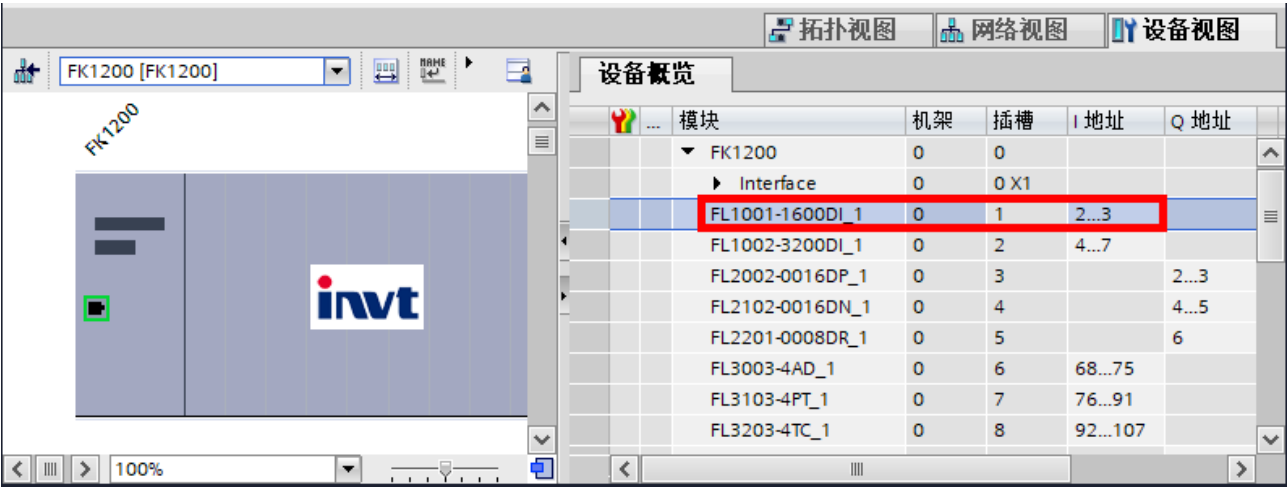 拓扑视图 网络视图 设备视图
FK1200 [FK1200] NAME 设备概览
FK1200
invt
... 模块 机架 插槽 I 地址 Q 地址
FK1200 0 0
Interface 0 0 X1
FL1001-1600DI_1 0 1 2...3
FL1002-3200DI_1 0 2 4...7
FL2002-0016DP_1 0 3 2...3
FL2102-0016DN_1 0 4 4...5
FL2201-0008DR_1 0 5 6
FL3003-4AD_1 0 6 68...75
FL3103-4PT_1 0 7 76...91
FL3203-4TC_1 0 8 92...107
100%